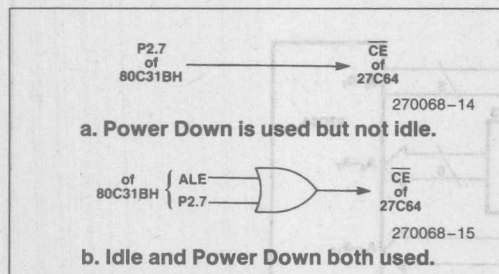 P2.7
of
80C31BH
CE
of
27C64
270068-14
a. Power Down is used but not idle.
of
80C31BH
ALE
P2.7
CE
of
27C64
270068-15
b. Idle and Power Down both used.